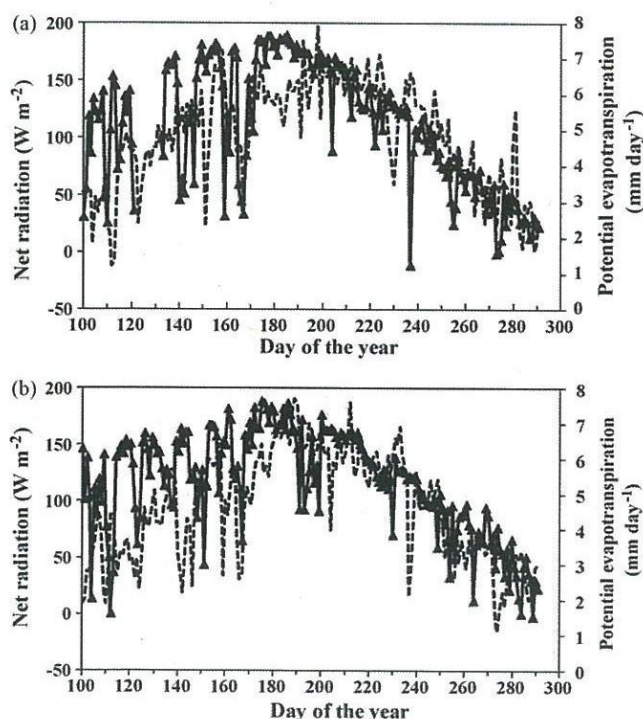 (a)
200
150
100
50
0
-50
Net radiation (W m-2)
8
7
6
5
4
3
2
1
0
Potential evapotranspiration
(mm day-1)
100 120 140 160 180 200 220 240 260 280 300
Day of the year
(b)
200
150
100
50
0
-50
Net radiation (W m-2)
8
7
6
5
4
3
2
1
0
Potential evapotranspiration
(mm day-1)
100 120 140 160 180 200 220 240 260 280 300
Day of the year